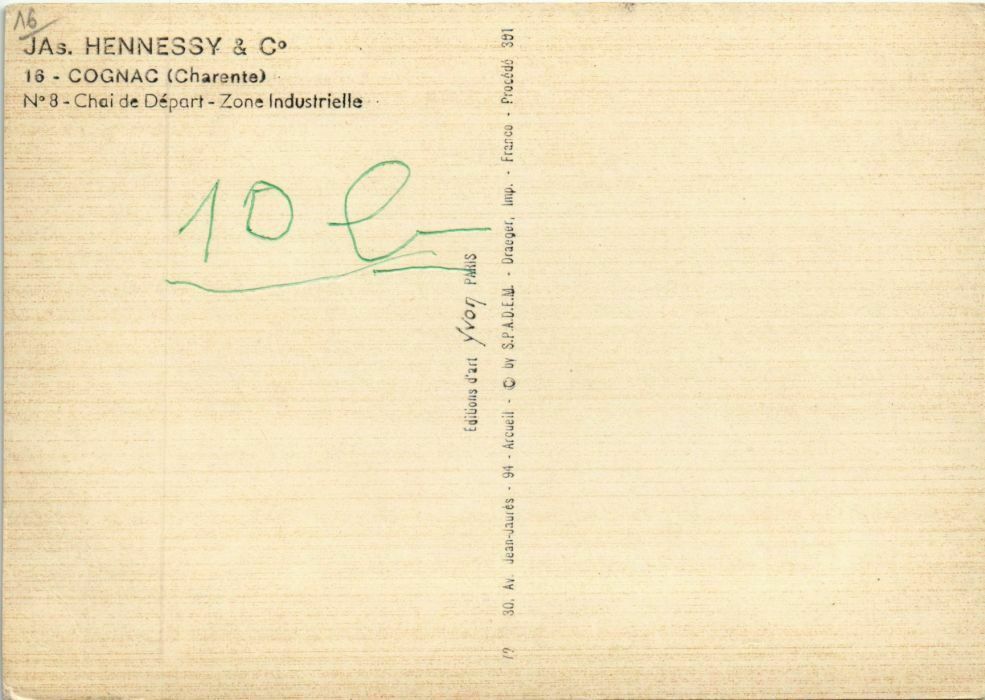 16
JAs. HENNESSY & Cº
16 - COGNAC (Charente)
Nº 8 - Chai de Départ - Zone Industrielle
10
Editions d'art Yvon PARIS
30, Av. Jean-Jaurès - 94 - Arcueil - © by S.P.A.D.E.M. - Draeger, Imp. - France - Procédé 391